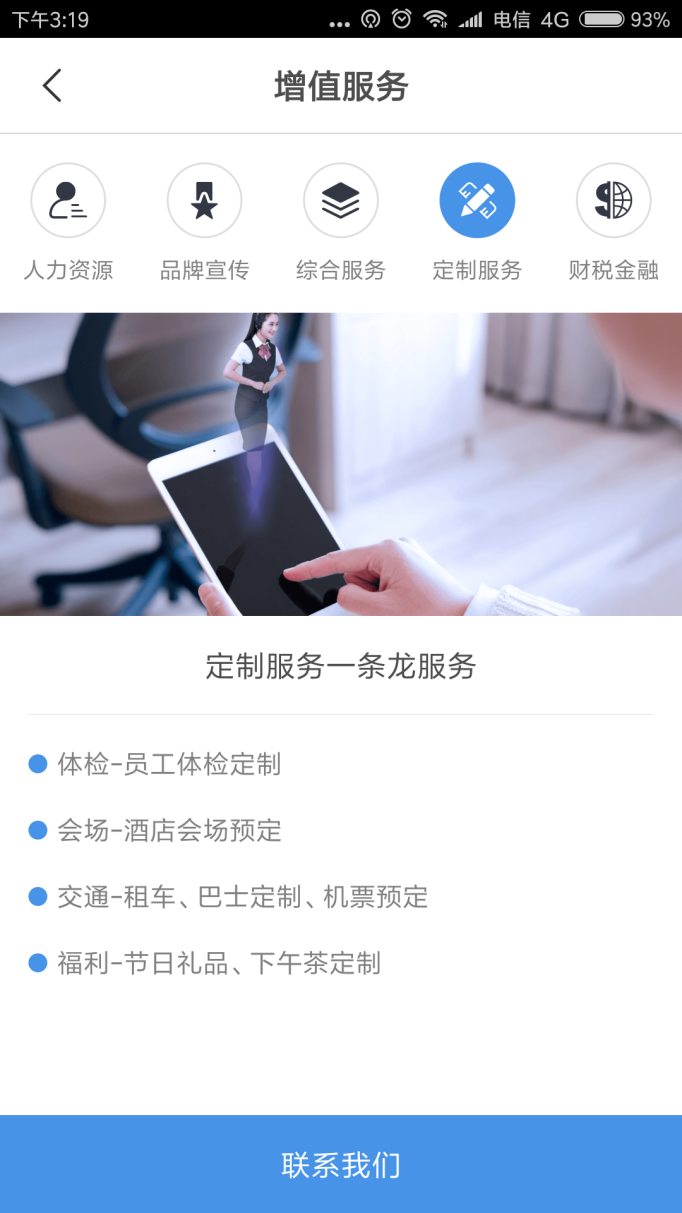 下午3:19
电信 4G 93%
增值服务
人力资源 品牌宣传 综合服务 定制服务 财税金融
定制服务一条龙服务
体检-员工体检定制
会场-酒店会场预定
交通-租车、巴士定制、机票预定
福利-节日礼品、下午茶定制
联系我们